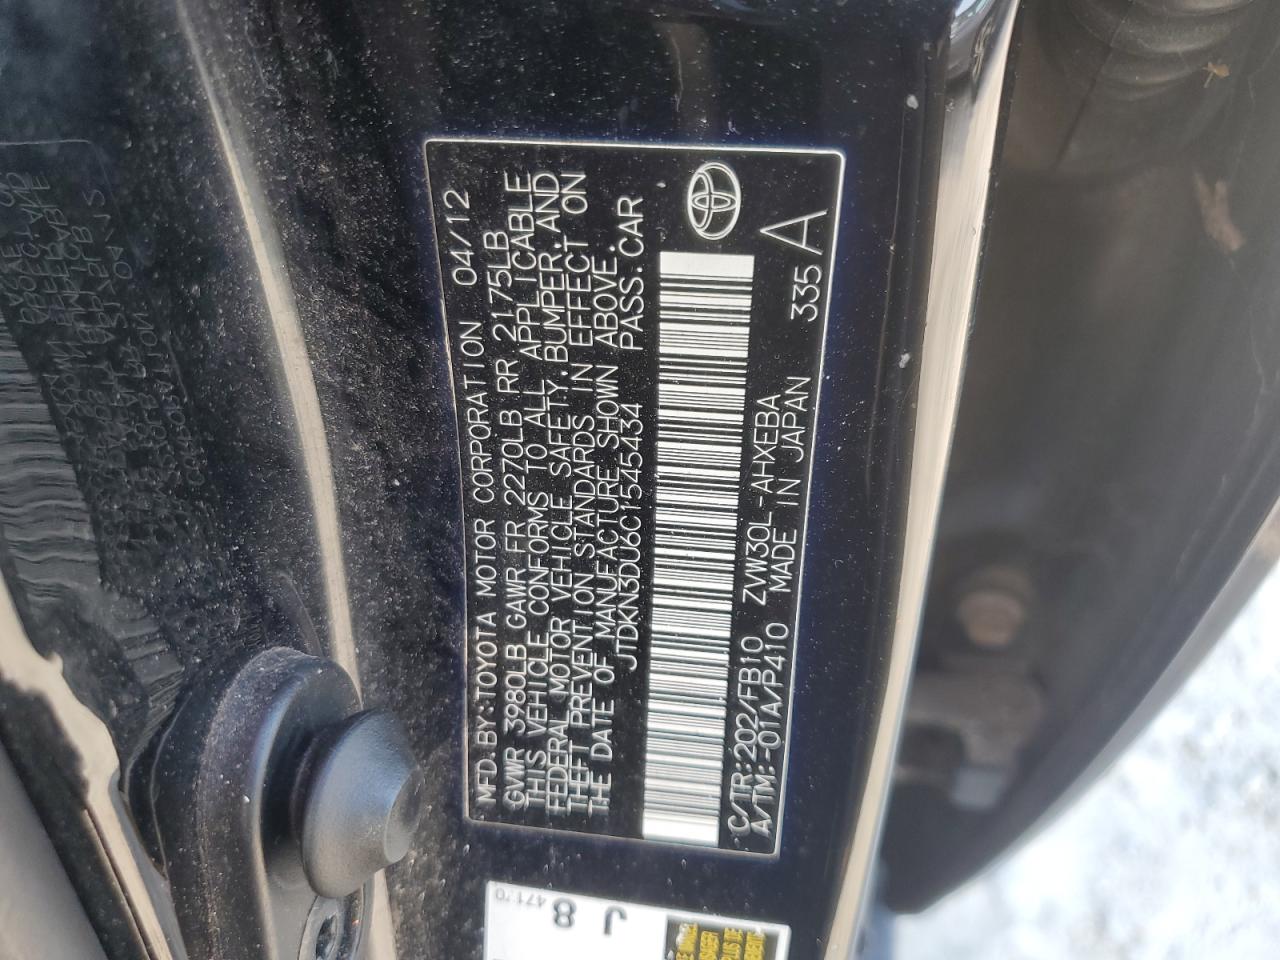 MFD.BY:TOYOTA MOTOR CORPORATION 04/12
GVWR 3980LB GAWR FR 2270LB RR 2175LB
THIS VEHICLE CONFORMS TO ALL APPLICABLE
FEDERAL MOTOR VEHICLE SAFETY,BUMPER,AND
THEFT PREVENTION STANDARDS IN EFFECT ON
THE DATE OF MANUFACTURE SHOWN ABOVE.
JTDKN3DU6C1545434 PASS.CAR
C/TR:202/FB10 ZVW30L-AHXEBA
A/TM:-01A/P410 MADE IN JAPAN 335 A
J
8